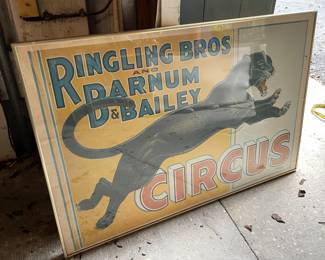 RINGLING BROS
AND
BARNUM
& BAILEY
CIRCUS